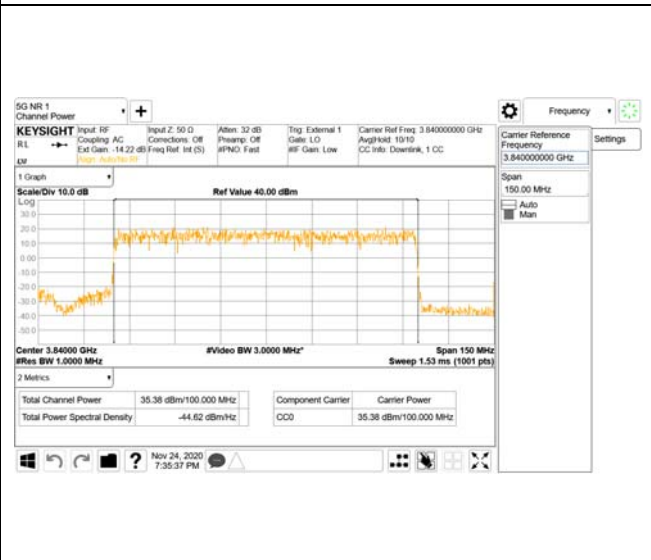 5G NR 1
Channel Power
Frequency
KEYSIGHT
RL
Input: RF
Coupling: AC
Ext Gain: -14.22 dB
Align: Auto/No RF
Input Z: 50 Ω
Corrections: Off
Freq Ref: Int (S)
Atten: 32 dB
Preamp: Off
#PNO: Fast
Trig: External 1
Gate: LO
#IF Gain: Low
Carrier Ref Freq: 3.840000000 GHz
Avg|Hold: 10/10
CC Info: Downlink, 1 CC
Carrier Reference
Frequency
3.840000000 GHz
Settings
Span
150.00 MHz
Auto
Man
1 Graph
Scale/Div 10.0 dB
Ref Value 40.00 dBm
Log
30.0
20.0
10.0
0.00
-10.0
-20.0
-30.0
-40.0
-50.0
Center 3.84000 GHz
#Video BW 3.0000 MHz*
Span 150 MHz
#Res BW 1.0000 MHz
Sweep 1.53 ms (1001 pts)
2 Metrics
Total Channel Power 35.38 dBm/100.000 MHz
Total Power Spectral Density -44.62 dBm/Hz
Component Carrier Carrier Power
CC0 35.38 dBm/100.000 MHz
?
Nov 24, 2020
7:35:37 PM